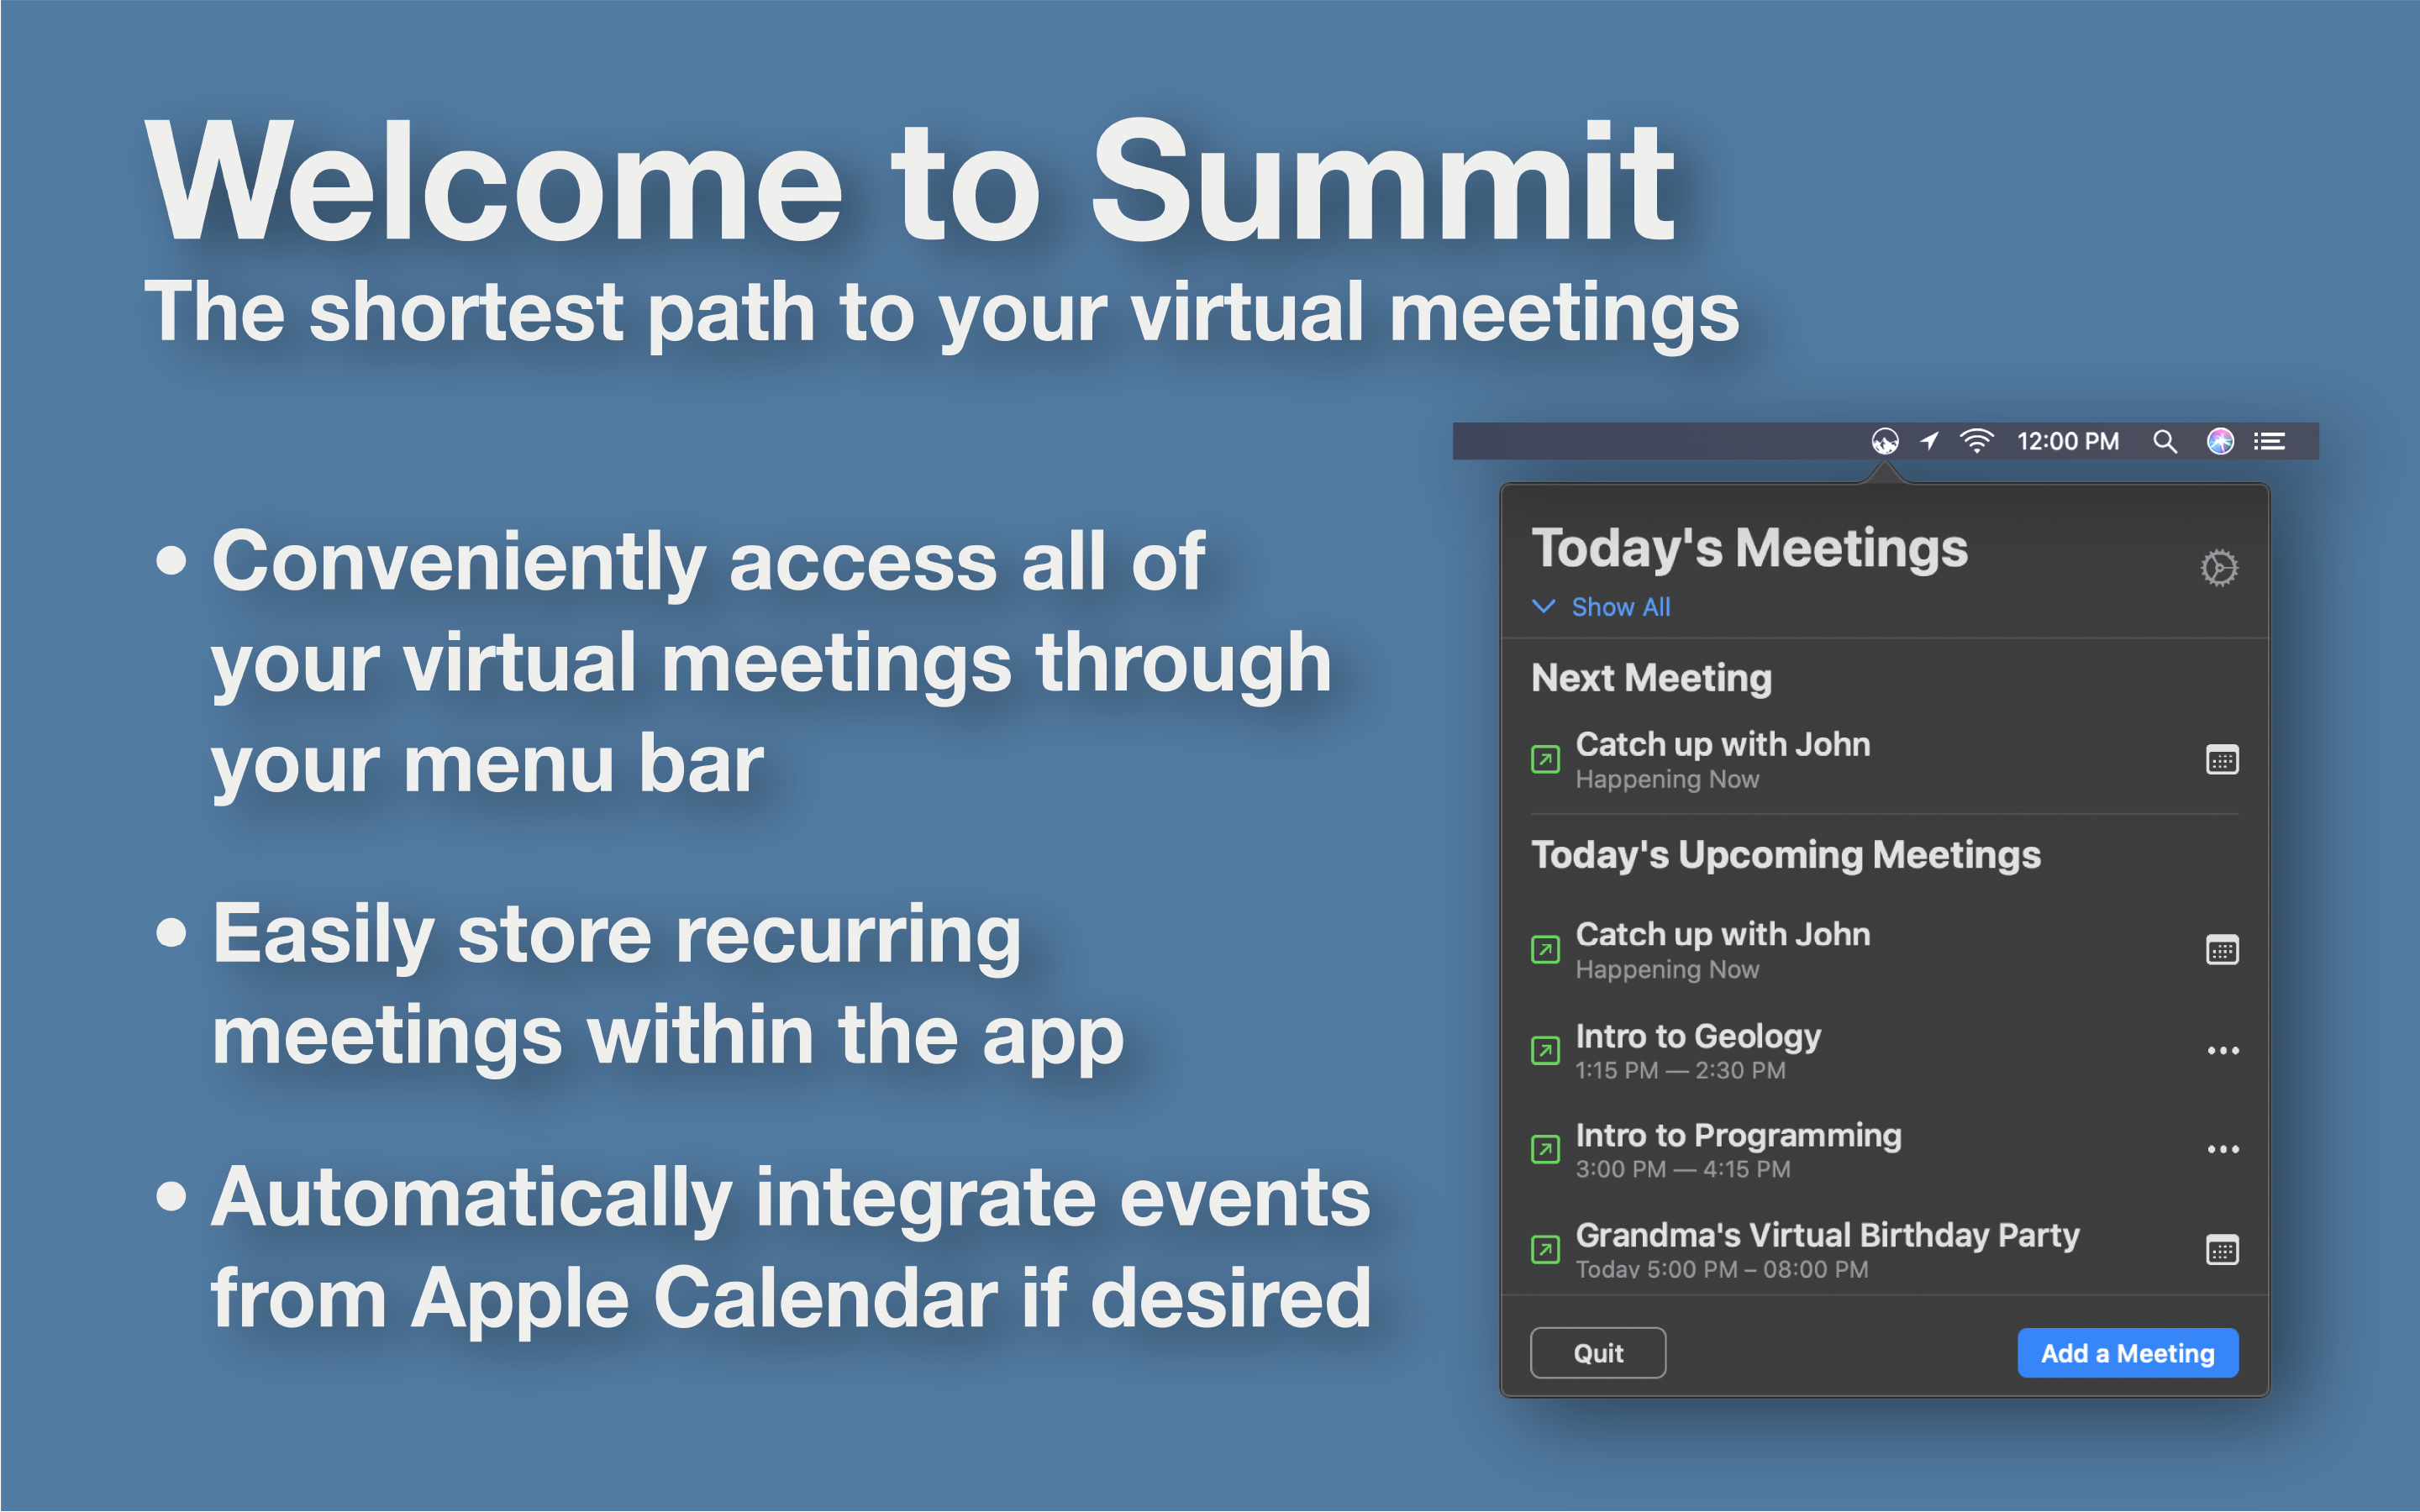 Welcome to Summit
The shortest path to your virtual meetings
• Conveniently access all of
your virtual meetings through
your menu bar
• Easily store recurring
meetings within the app
• Automatically integrate events
from Apple Calendar if desired
12:00 PM
Today's Meetings
Show All
Next Meeting
Catch up with John
Happening Now
Today's Upcoming Meetings
Catch up with John
Happening Now
Intro to Geology
1:15 PM — 2:30 PM
Intro to Programming
3:00 PM — 4:15 PM
Grandma's Virtual Birthday Party
Today 5:00 PM – 08:00 PM
Quit
Add a Meeting